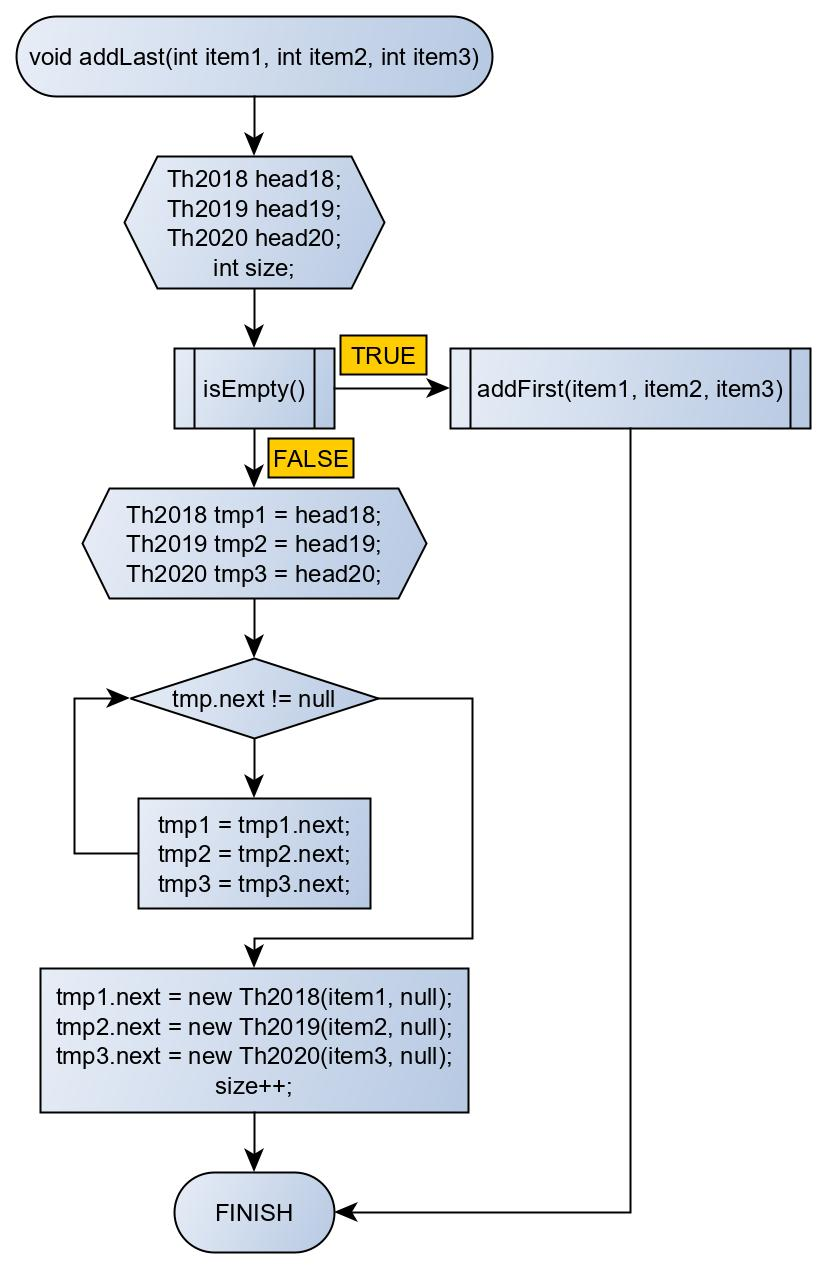 void addLast(int item1, int item2, int item3)
Th2018 head18;
Th2019 head19;
Th2020 head20;
int size;
isEmpty()
TRUE
addFirst(item1, item2, item3)
FALSE
Th2018 tmp1 = head18;
Th2019 tmp2 = head19;
Th2020 tmp3 = head20;
tmp.next != null
tmp1 = tmp1.next;
tmp2 = tmp2.next;
tmp3 = tmp3.next;
tmp1.next = new Th2018(item1, null);
tmp2.next = new Th2019(item2, null);
tmp3.next = new Th2020(item3, null);
size++;
FINISH